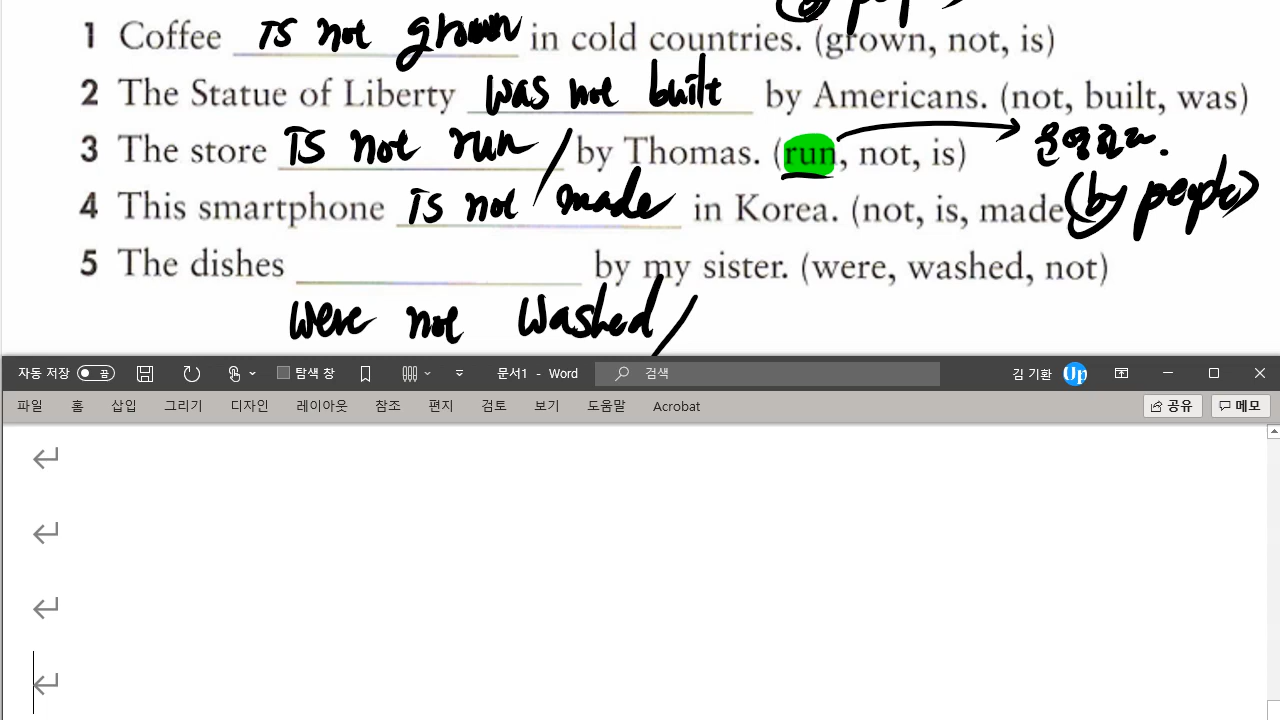 (by people)
1 Coffee is not grown in cold countries. (grown, not, is)
2 The Statue of Liberty was not built by Americans. (not, built, was)
3 The store is not run / by Thomas. (run, not, is) 운영하다.
4 This smartphone is not made in Korea. (not, is, made (by people)
5 The dishes by my sister. (were, washed, not)
were not washed /
자동 저장 끔 탐색 창 문서1 - Word 검색 김 기환 Up
파일 홈 삽입 그리기 디자인 레이아웃 참조 편지 검토 보기 도움말 Acrobat 공유 메모